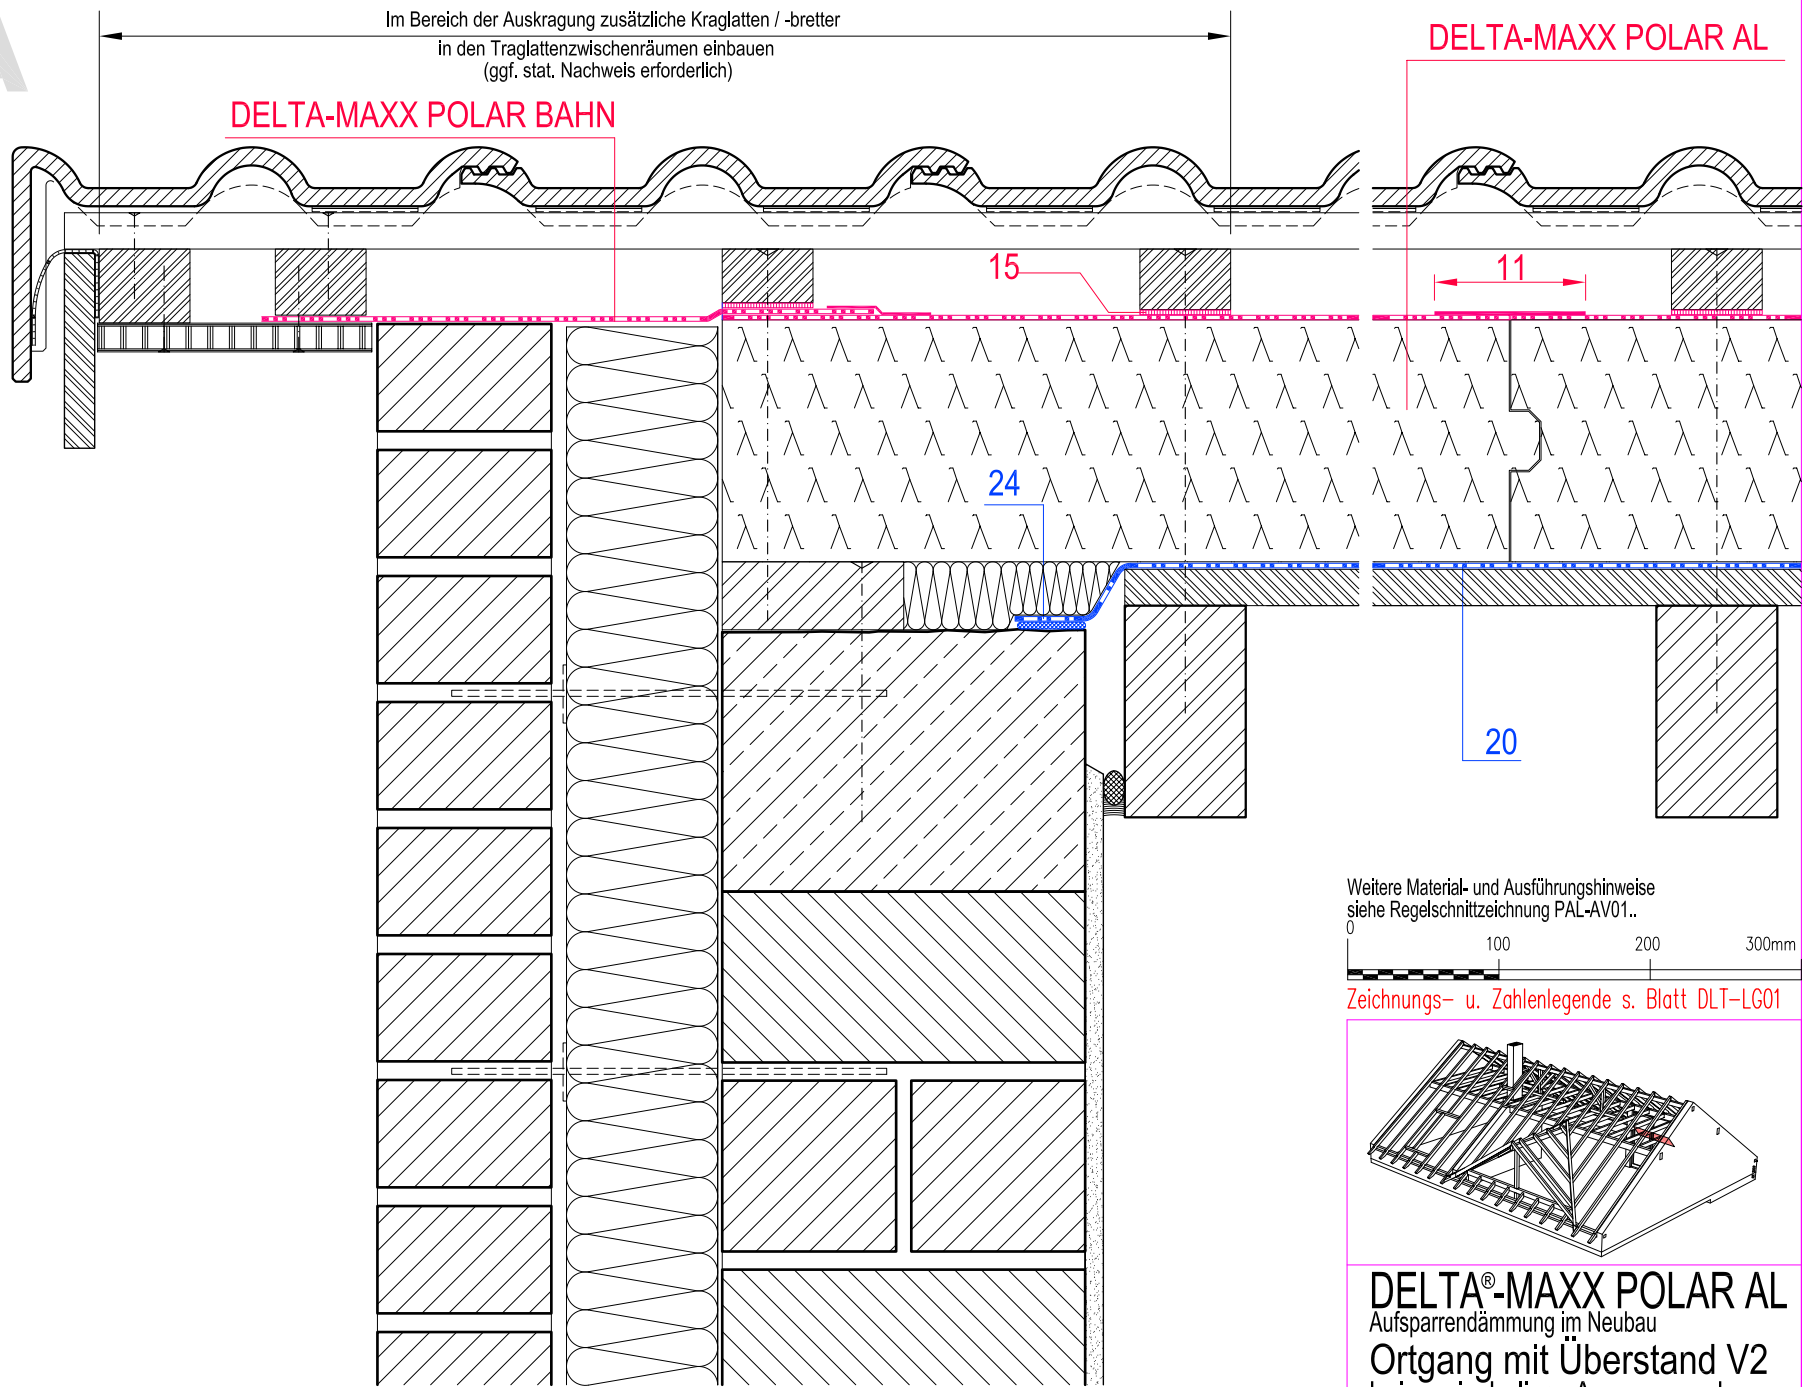 Im Bereich der Auskragung zusätzliche Kraglatten / -bretter
in den Traglattenzwischenräumen einbauen
(ggf. stat. Nachweis erforderlich)
DELTA-MAXX POLAR AL
DELTA-MAXX POLAR BAHN
15
11
24
20
Weitere Material- und Ausführungshinweise
siehe Regelschnittzeichnung PAL-AV01..
0
100 200 300mm
Zeichnungs- u. Zahlenlegende s. Blatt DLT-LG01
DELTA®-MAXX POLAR AL
Aufsparrendämmung im Neubau
Ortgang mit Überstand V2